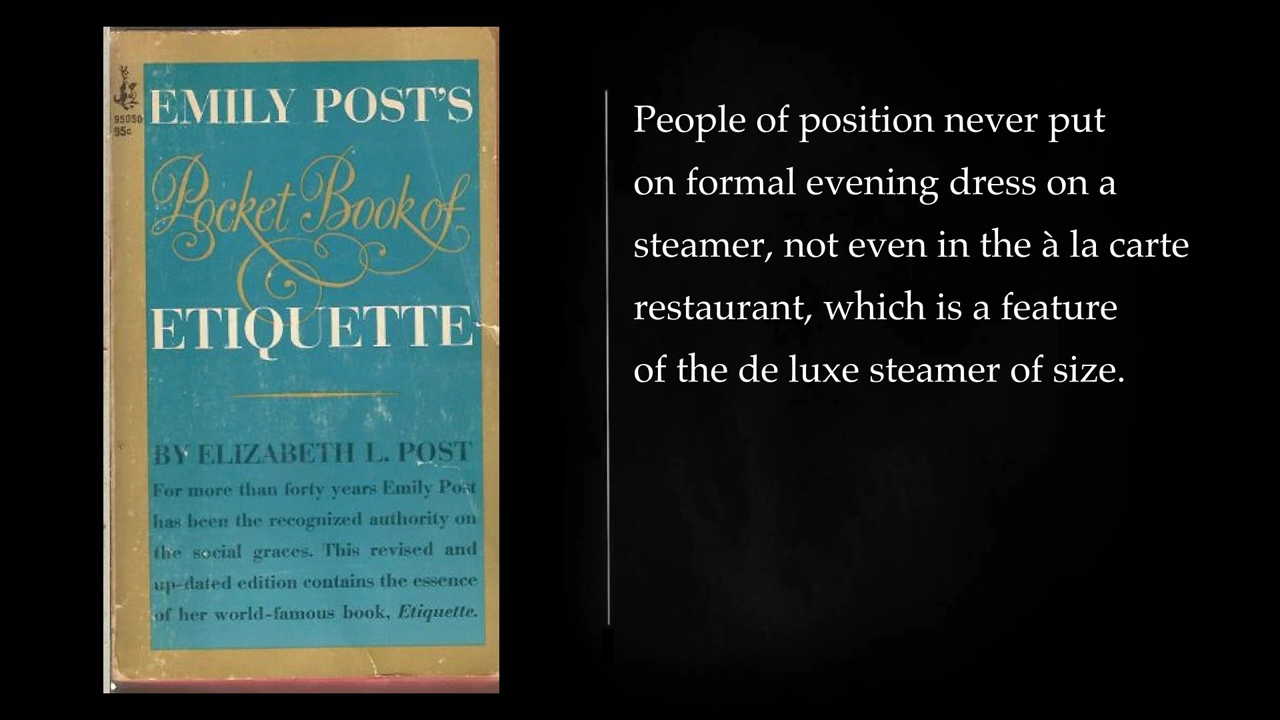 95050
95c
EMILY POST'S
Pocket Book of
ETIQUETTE
BY ELIZABETH L. POST
For more than forty years Emily Post
has been the recognized authority on
the social graces. This revised and
up-dated edition contains the essence
of her world-famous book, Etiquette.
People of position never put
on formal evening dress on a
steamer, not even in the à la carte
restaurant, which is a feature
of the de luxe steamer of size.